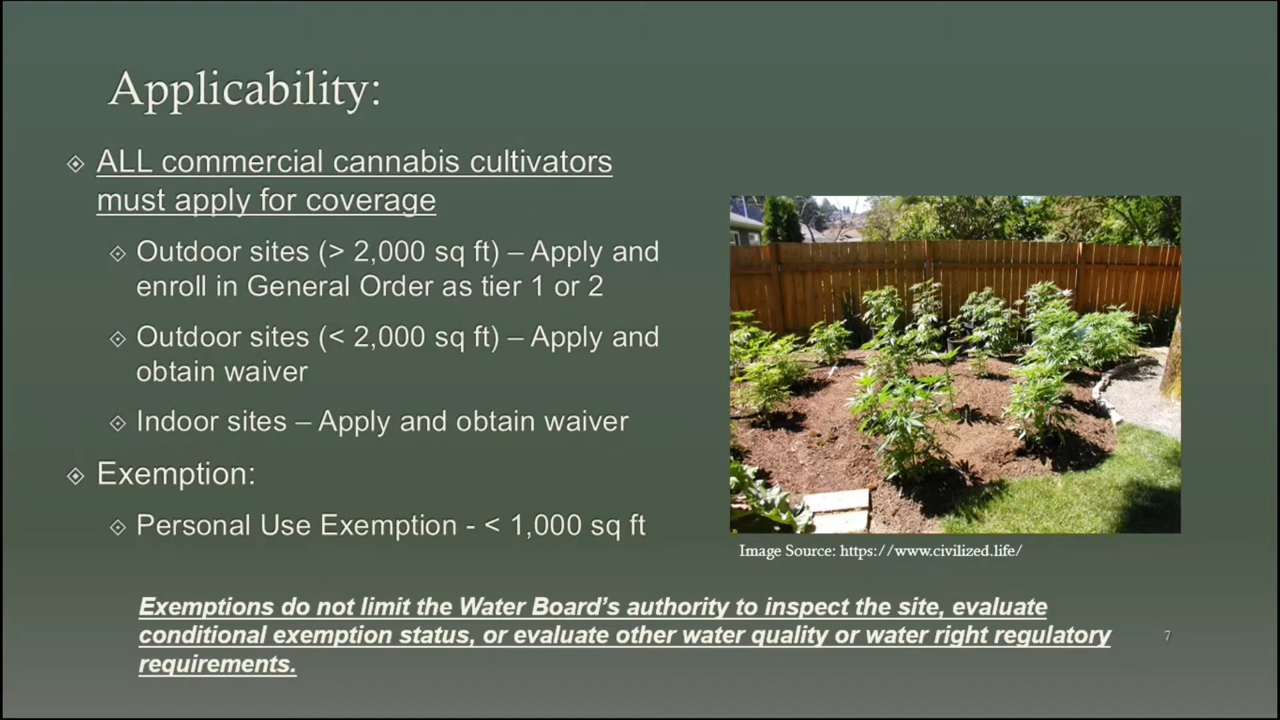 Applicability:
ALL commercial cannabis cultivators
must apply for coverage
Outdoor sites (> 2,000 sq ft) – Apply and
enroll in General Order as tier 1 or 2
Outdoor sites (< 2,000 sq ft) – Apply and
obtain waiver
Indoor sites – Apply and obtain waiver
Exemption:
Personal Use Exemption - < 1,000 sq ft
Image Source: https://www.civilized.life/
Exemptions do not limit the Water Board’s authority to inspect the site, evaluate
conditional exemption status, or evaluate other water quality or water right regulatory
requirements.
7